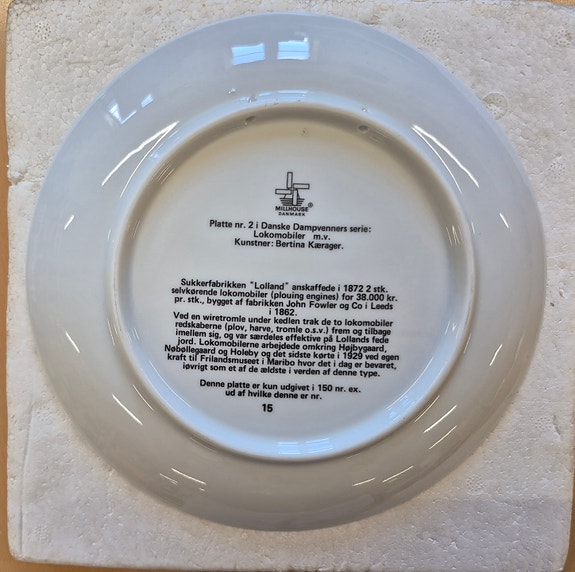 MILLHOUSE®
DANMARK
Platte nr. 2 i Danske Dampvenners serie:
Lokomobiler m.v.
Kunstner: Bertina Kærager.
Sukkerfabrikken "Lolland" anskaffede i 1872 2 stk.
selvkørende lokomobiler (plouing engines) for 38.000 kr.
pr. stk., bygget af fabrikken John Fowler og Co i Leeds
i 1862.
Ved en wiretromle under kedlen trak de to lokomobiler
redskaberne (plov, harve, tromle o.s.v.) frem og tilbage
imellem sig, og var særdeles effektive på Lollands fede
jord. Lokomobilerne arbejdede omkring Højbygaard,
Nebøllegaard og Holeby og det sidste kørte i 1929 ved egen
kraft til Frilandsmuseet i Maribo hvor det i dag er bevaret,
iøvrigt som et af de ældste i verden af denne type.
Denne platte er kun udgivet i 150 nr. ex.
ud af hvilke denne er nr.
15